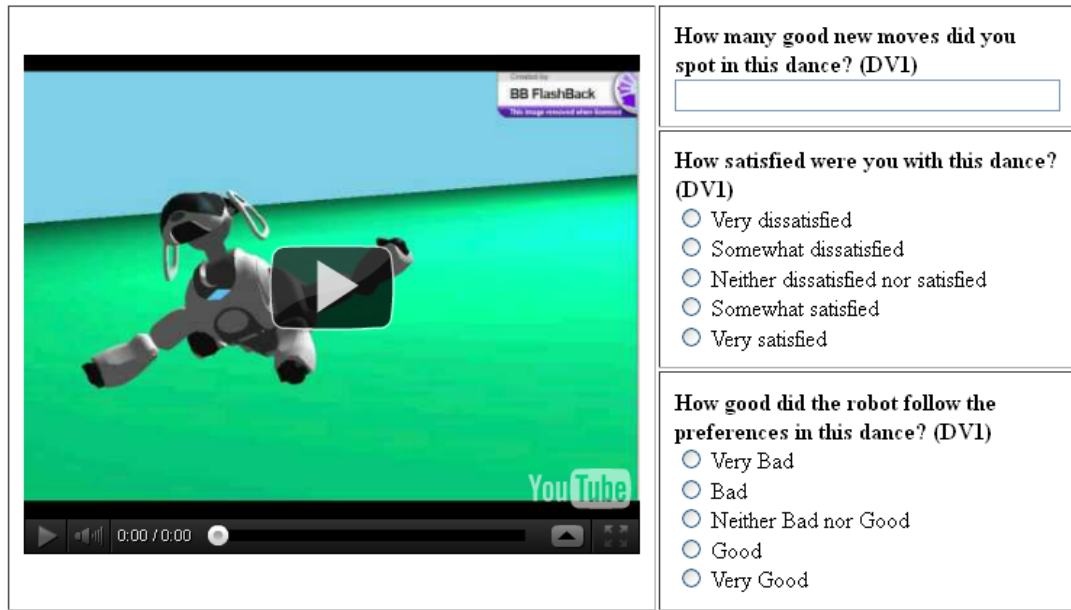 Created by
BB FlashBack
This image removed when licensed
YouTube
0:00 / 0:00
How many good new moves did you
spot in this dance? (DV1)
How satisfied were you with this dance?
(DV1)
Very dissatisfied
Somewhat dissatisfied
Neither dissatisfied nor satisfied
Somewhat satisfied
Very satisfied
How good did the robot follow the
preferences in this dance? (DV1)
Very Bad
Bad
Neither Bad nor Good
Good
Very Good